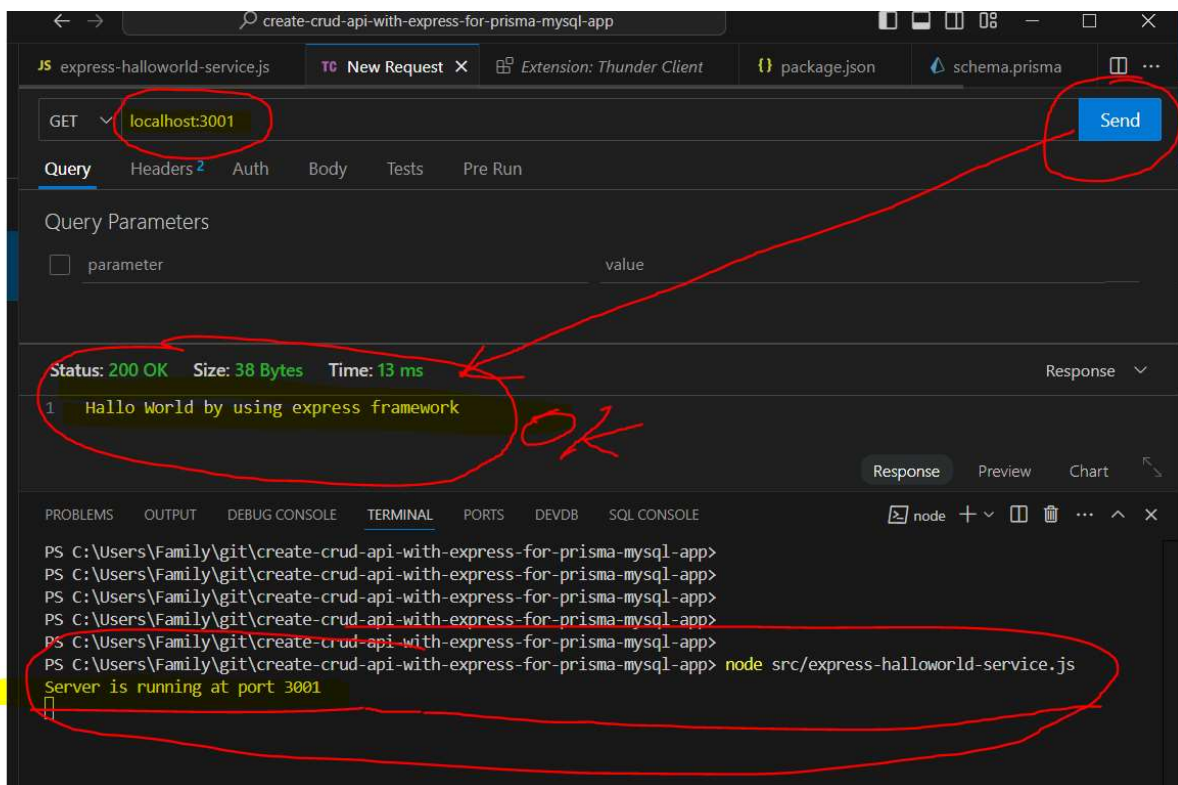 create-crud-api-with-express-for-prisma-mysql-app
JS express-halloworld-service.js TC New Request Extension: Thunder Client {} package.json schema.prisma ...
GET localhost:3001 Send
Query Headers 2 Auth Body Tests Pre Run
Query Parameters
parameter value
Status: 200 OK Size: 38 Bytes Time: 13 ms Response
1 Hallo World by using express framework
OK
Response Preview Chart
PROBLEMS OUTPUT DEBUG CONSOLE TERMINAL PORTS DEVDB SQL CONSOLE node ...
PS C:\Users\Family\git\create-crud-api-with-express-for-prisma-mysql-app>
PS C:\Users\Family\git\create-crud-api-with-express-for-prisma-mysql-app>
PS C:\Users\Family\git\create-crud-api-with-express-for-prisma-mysql-app>
PS C:\Users\Family\git\create-crud-api-with-express-for-prisma-mysql-app>
PS C:\Users\Family\git\create-crud-api-with-express-for-prisma-mysql-app>
PS C:\Users\Family\git\create-crud-api-with-express-for-prisma-mysql-app> node src/express-halloworld-service.js
Server is running at port 3001